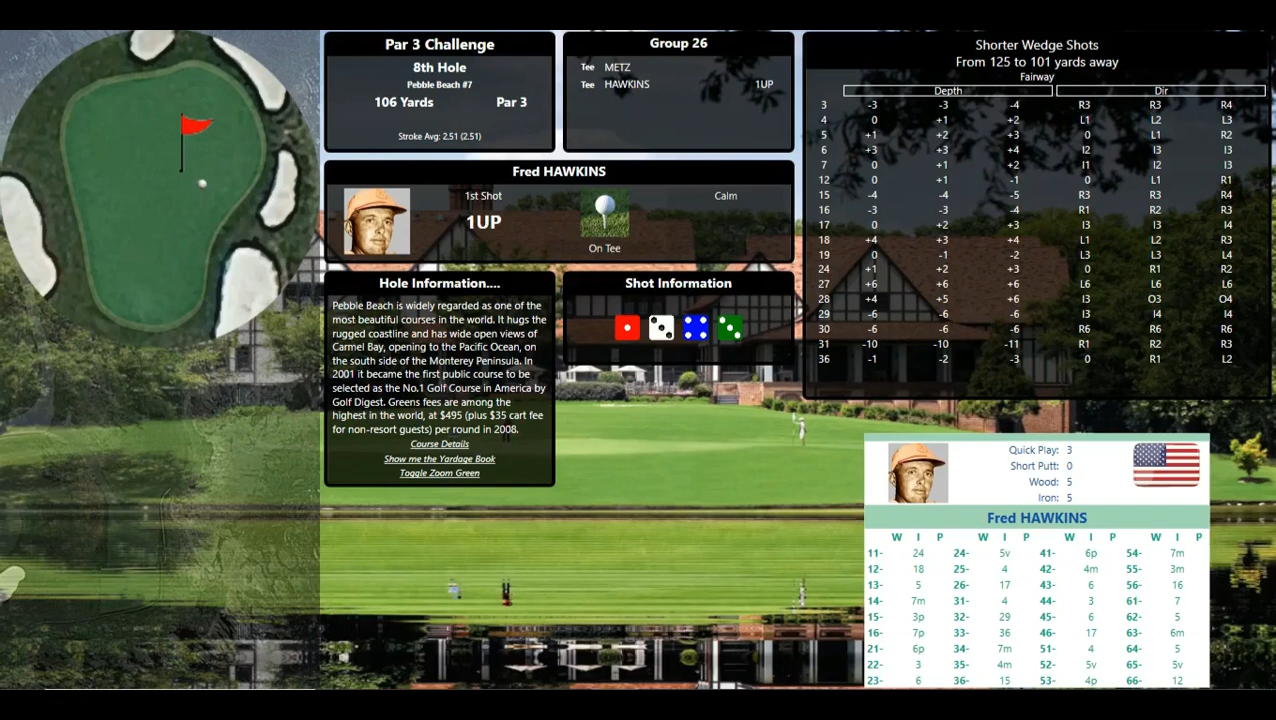 Par 3 Challenge
8th Hole
Pebble Beach #7
106 Yards Par 3
Stroke Avg: 2.51 (2.51)
Group 26
Tee METZ
Tee HAWKINS 1UP
Fred HAWKINS
1st Shot
1UP
On Tee
Calm
Hole Information....
Pebble Beach is widely regarded as one of the
most beautiful courses in the world. It hugs the
rugged coastline and has wide open views of
Carmel Bay, opening to the Pacific Ocean, on
the south side of the Monterey Peninsula. In
2001 it became the first public course to be
selected as the No.1 Golf Course in America by
Golf Digest. Greens fees are among the
highest in the world, at $495 (plus $35 cart fee
for non-resort guests) per round in 2008.
Course Details
Show me the Yardage Book
Toggle Zoom Green
Shot Information
Shorter Wedge Shots
From 125 to 101 yards away
Fairway
Depth Dir
3 -3 -3 -4 R3 R3 R4
4 0 +1 +2 L1 L2 L3
5 +1 +2 +3 0 L1 R2
6 +3 +3 +4 I2 I3 I3
7 0 +1 +2 I1 I2 I3
12 0 +1 -1 0 L1 R1
15 -4 -4 -5 R3 R3 R4
16 -3 -3 -4 R1 R2 R3
17 0 +2 +3 I3 I3 I4
18 +4 +3 +4 L1 L2 R3
19 0 -1 -2 L3 L3 L4
24 +1 +2 +3 0 R1 R2
27 +6 +6 +6 L6 L6 L6
28 +4 +5 +6 I3 O3 O4
29 -6 -6 -6 I3 I4 I4
30 -6 -6 -6 R6 R6 R6
31 -10 -10 -11 R1 R2 R3
36 -1 -2 -3 0 R1 L2
Quick Play: 3
Short Putt: 0
Wood: 5
Iron: 5
Fred HAWKINS
W I P W I P W I P W I P
11- 24 24- 5v 41- 6p 54- 7m
12- 18 25- 4 42- 4m 55- 3m
13- 5 26- 17 43- 6 56- 16
14- 7m 31- 4 44- 3 61- 7
15- 3p 32- 29 45- 6 62- 5
16- 7p 33- 36 46- 17 63- 6m
21- 6p 34- 7m 51- 4 64- 5
22- 3 35- 4m 52- 5v 65- 5v
23- 6 36- 15 53- 4p 66- 12